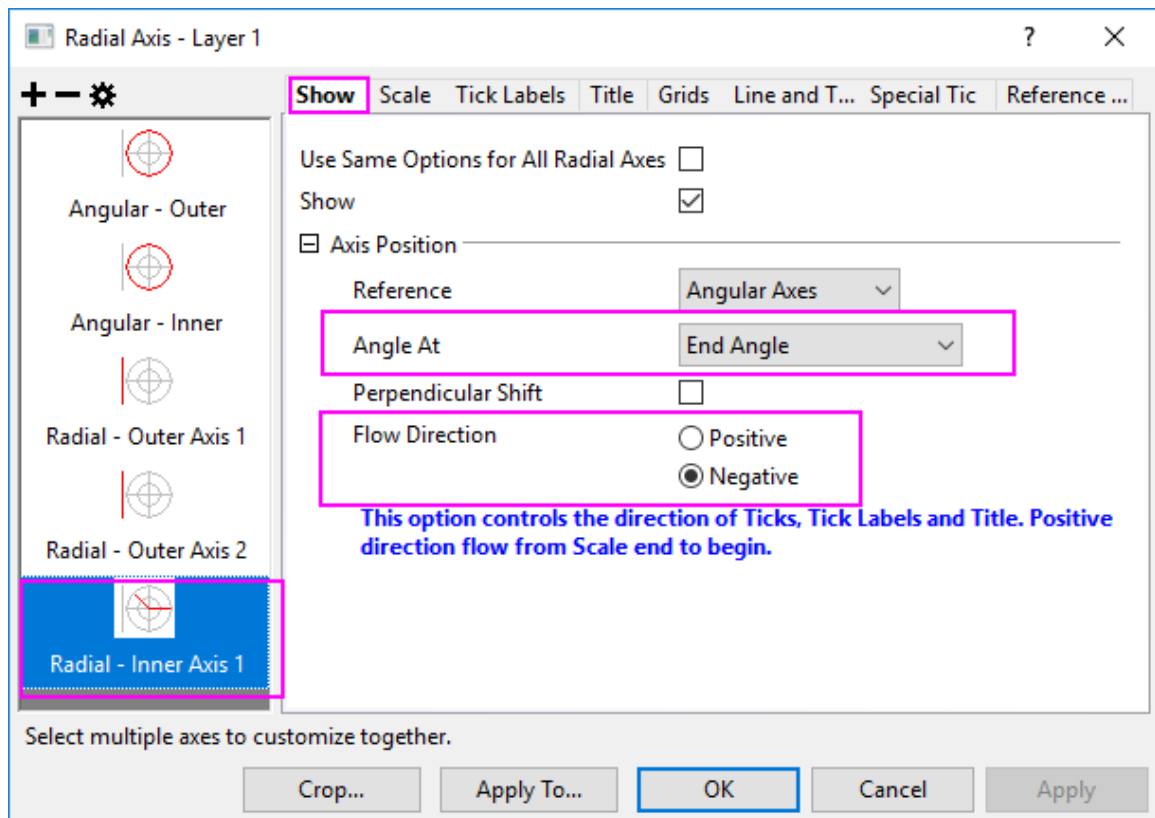 Radial Axis - Layer 1
Show Scale Tick Labels Title Grids Line and T... Special Tic Reference ...
Angular - Outer
Angular - Inner
Radial - Outer Axis 1
Radial - Outer Axis 2
Radial - Inner Axis 1
Use Same Options for All Radial Axes
Show
Axis Position
Reference Angular Axes
Angle At End Angle
Perpendicular Shift
Flow Direction Positive
Negative
This option controls the direction of Ticks, Tick Labels and Title. Positive
direction flow from Scale end to begin.
Select multiple axes to customize together.
Crop... Apply To... OK Cancel Apply